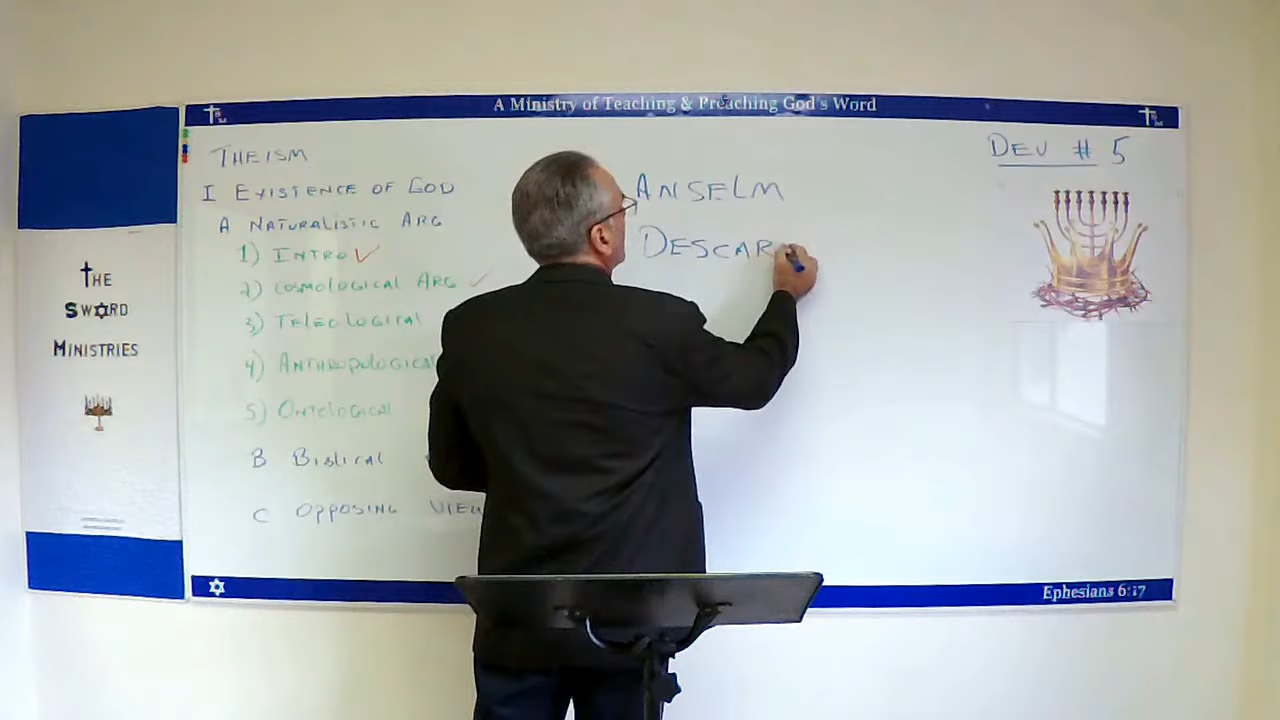 A Ministry of Teaching & Preaching God's Word
THE
SWORD
MINISTRIES
THEISM
I EXISTENCE OF GOD
A NATURALISTIC ARG
1) INTRO ✓
2) COSMOLOGICAL ARG ✓
3) TELEOLOGICAL
4) ANTHROPOLOGICAL
5) ONTOLOGICAL
B BIBLICAL
C OPPOSING VIEW
ANSELM
DESCAR
DEV # 5
Ephesians 6:17